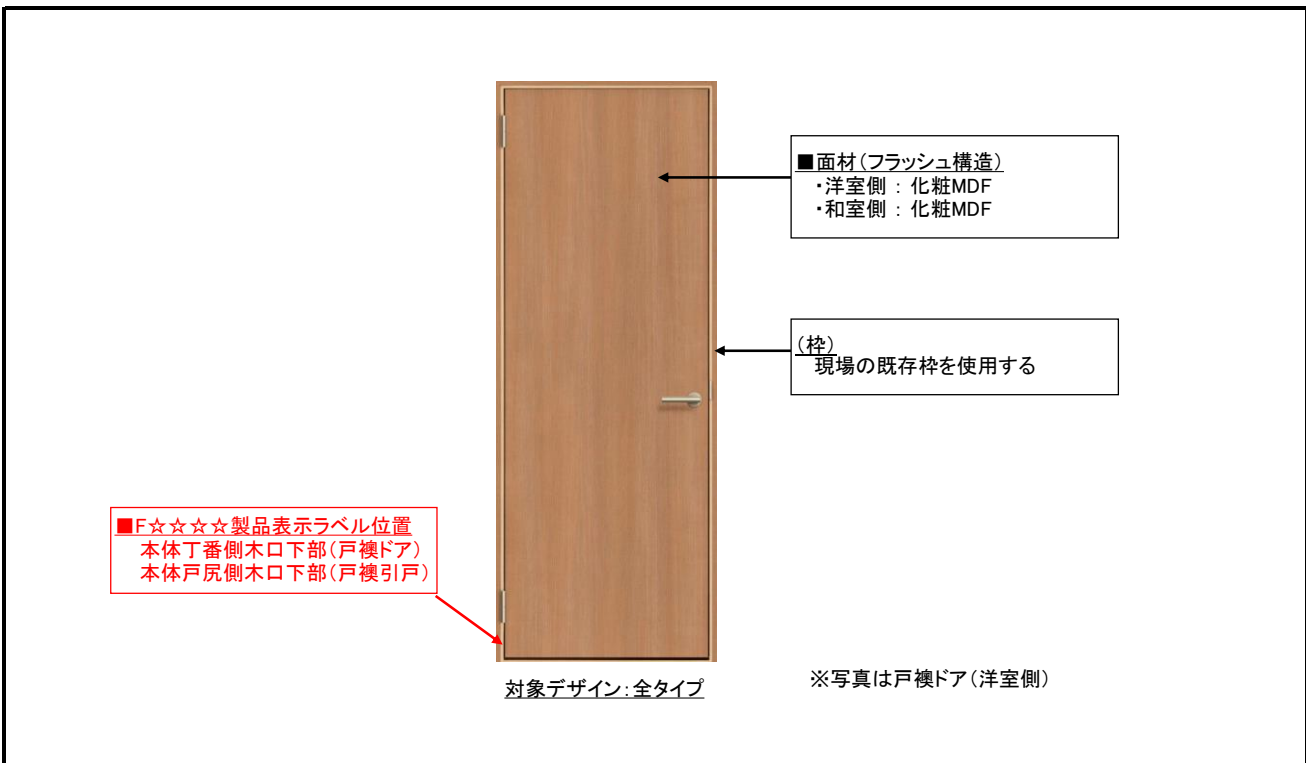 ■面材（フラッシュ構造）
・洋室側 ： 化粧MDF
・和室側 ： 化粧MDF
（枠）
現場の既存枠を使用する
■F☆☆☆☆製品表示ラベル位置
本体丁番側木口下部（戸襖ドア）
本体戸尻側木口下部（戸襖引戸）
対象デザイン：全タイプ
※写真は戸襖ドア（洋室側）